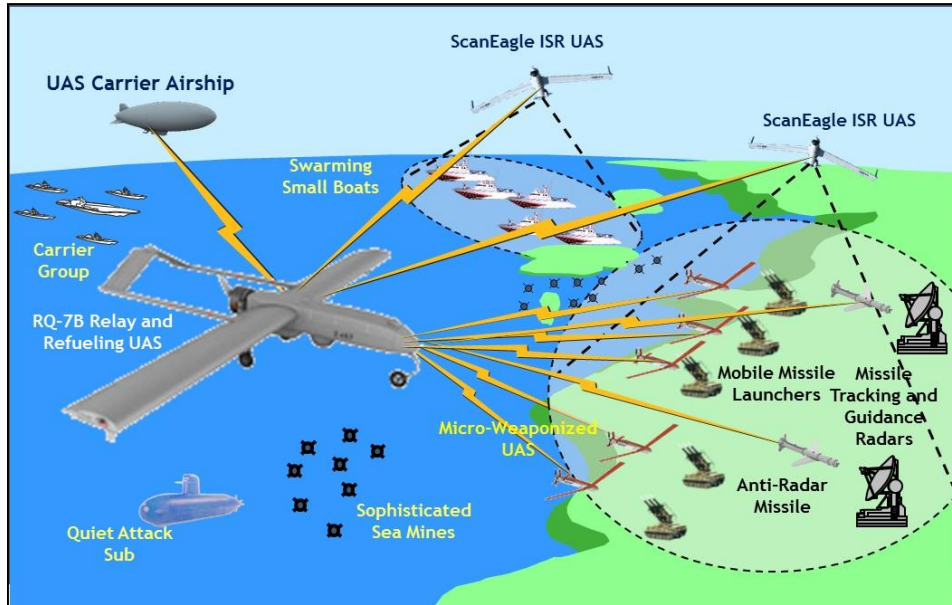 ScanEagle ISR UAS
UAS Carrier Airship
ScanEagle ISR UAS
Swarming
Small Boats
Carrier
Group
RQ-7B Relay and
Refueling UAS
Mobile Missile
Launchers
Missile
Tracking and
Guidance
Radars
Micro-Weaponized
UAS
Anti-Radar
Missile
Sophisticated
Sea Mines
Quiet Attack
Sub